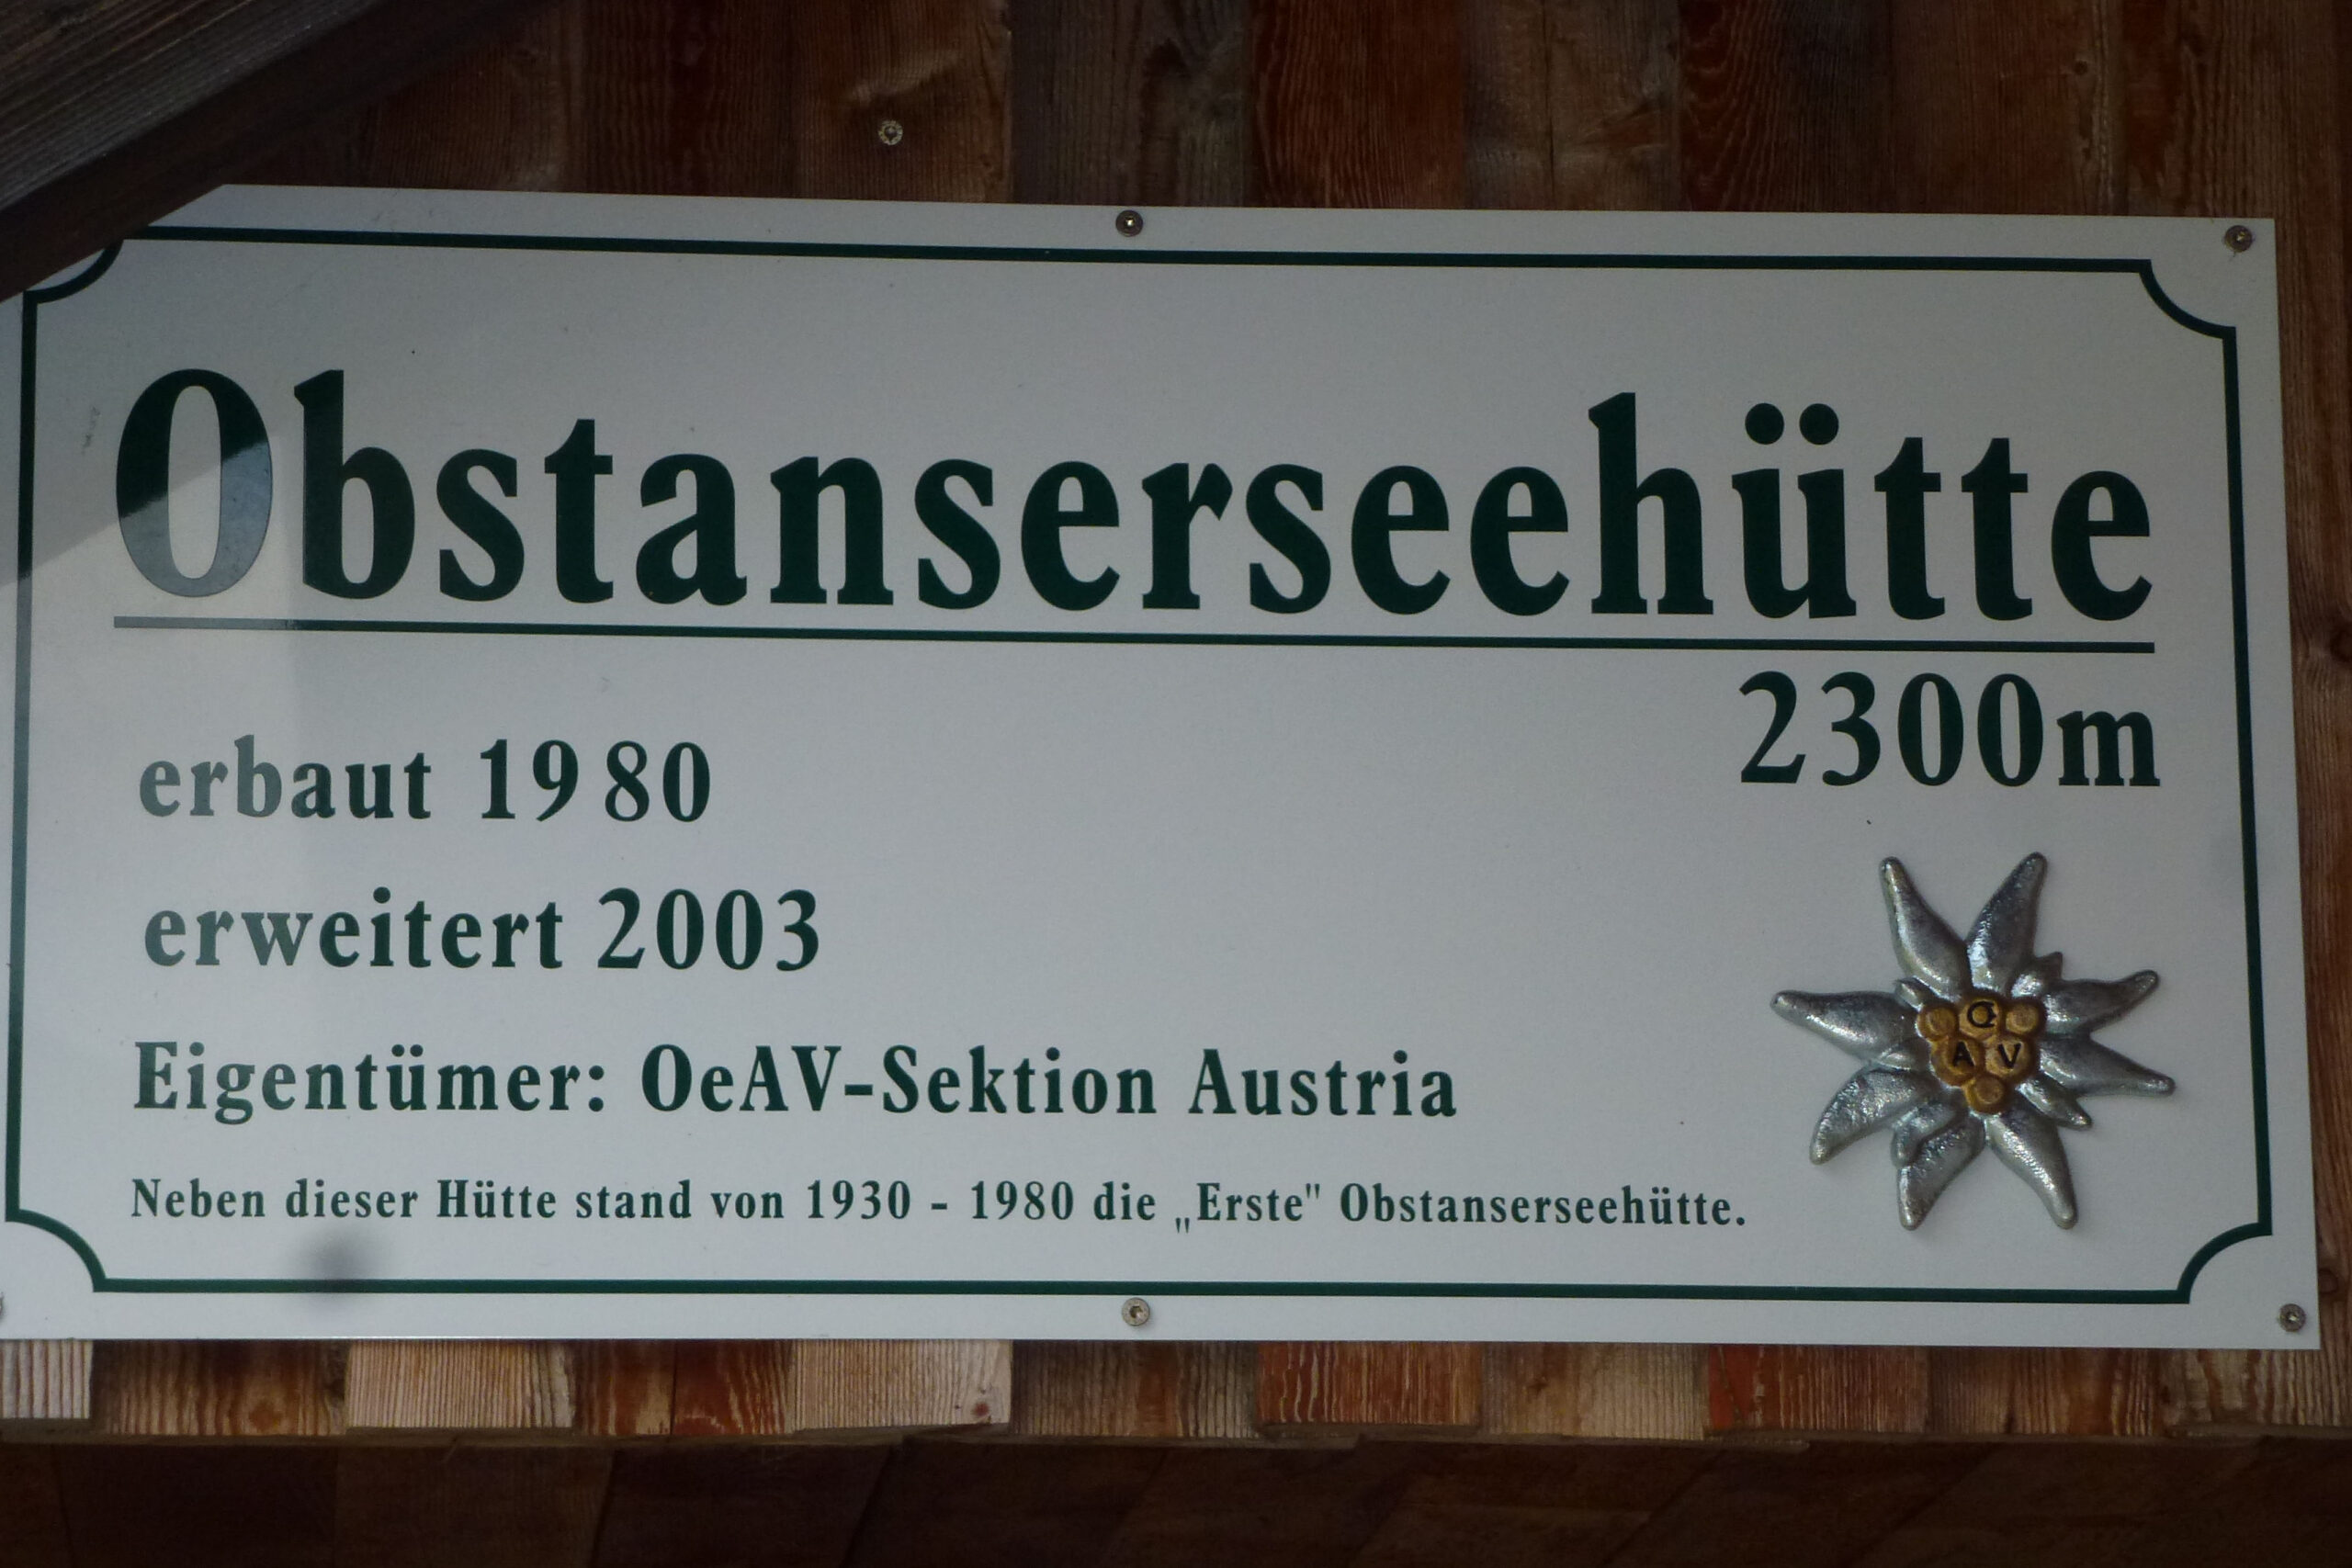 Obstanserseehütte
2300m
erbaut 1980
erweitert 2003
Eigentümer: OeAV-Sektion Austria
Neben dieser Hütte stand von 1930 - 1980 die „Erste" Obstanserseehütte.
A V